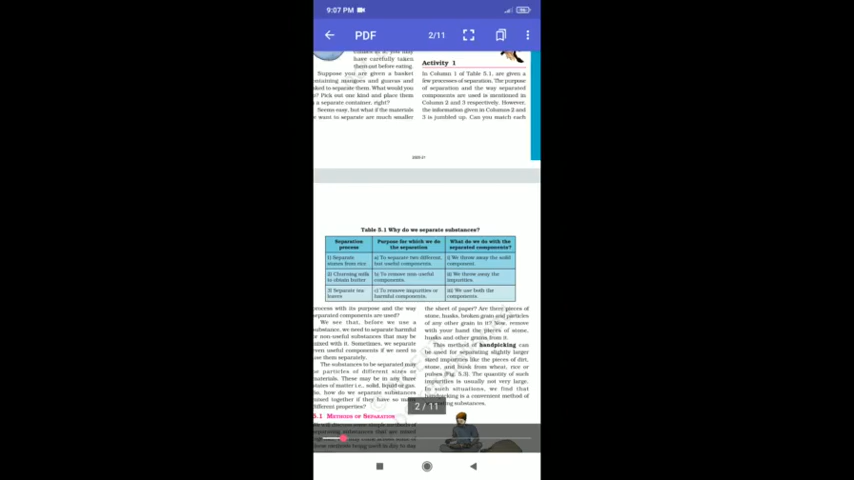 9:07 PM
PDF
2/11
have carefully taken
them out before eating.
Suppose you are given a basket
containing mangoes and guavas and
asked to separate them. What would you
do? Pick out one kind and place them
in a separate container, right?
Seems easy, but what if the materials
we want to separate are much smaller
Activity 1
In Column 1 of Table 5.1, are given a
few processes of separation. The purpose
of separation and the way separated
components are used is mentioned in
Column 2 and 3 respectively. However,
the information given in Columns 2 and
3 is jumbled up. Can you match each
Table 5.1 Why do we separate substances?
Separation process
Purpose for which we do the separation
What do we do with the separated components?
1) Separate stones from rice
a) To separate two different, but useful components.
i) We throw away the solid component.
2) Churning milk to obtain butter
b) To remove non-useful components.
ii) We throw away the impurities.
3) Separate tea leaves
c) To remove impurities or harmful components.
iii) We use both the components.
process with its purpose and the way
separated components are used?
We see that, before we use a
substance, we need to separate harmful
or non-useful substances that may be
mixed with it. Sometimes, we separate
even useful components if we need to
use them separately.
The substances to be separated may
be particles of different sizes or
materials. These may be in any three
states of matter i.e., solid, liquid or gas.
So, how do we separate substances
mixed together if they have so many
different properties?
5.1 METHODS OF SEPARATION
the sheet of paper? Are there pieces of
stone, husks, broken grain and particles
of any other grain in it? Now, remove
with your hand the pieces of stone,
husks and other grains from it.
This method of handpicking can
be used for separating slightly larger
sized impurities like the pieces of dirt,
stone, and husk from wheat, rice or
pulses (Fig. 5.3). The quantity of such
impurities is usually not very large.
In such situations, we find that
handpicking is a convenient method of
substances.
2 / 11